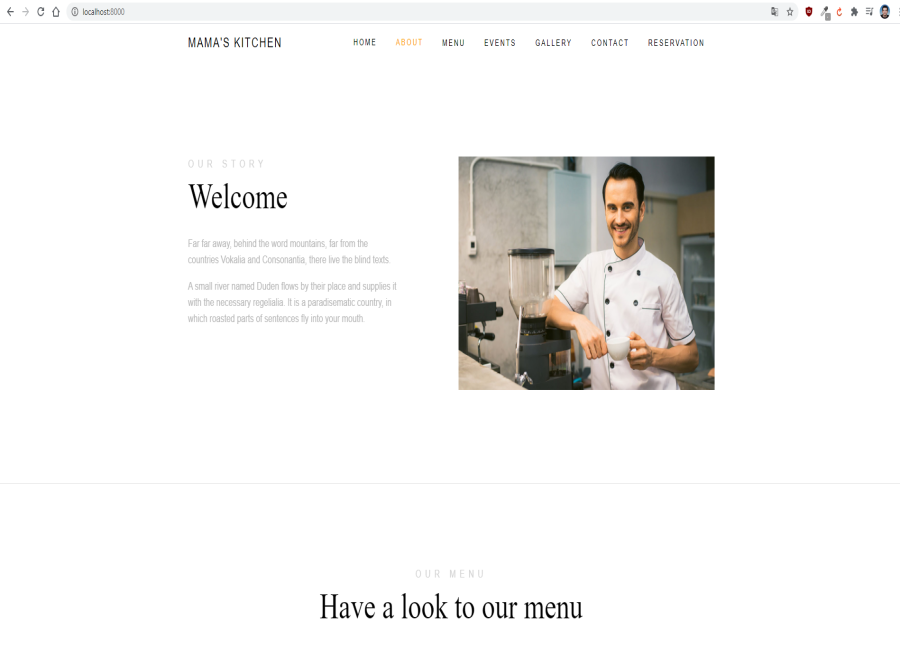 localhost:8000
MAMA'S KITCHEN
HOME
ABOUT
MENU
EVENTS
GALLERY
CONTACT
RESERVATION
OUR STORY
Welcome
Far far away, behind the word mountains, far from the
countries Vokalia and Consonantia, there live the blind texts.
A small river named Duden flows by their place and supplies it
with the necessary regelialia. It is a paradisematic country, in
which roasted parts of sentences fly into your mouth.
OUR MENU
Have a look to our menu